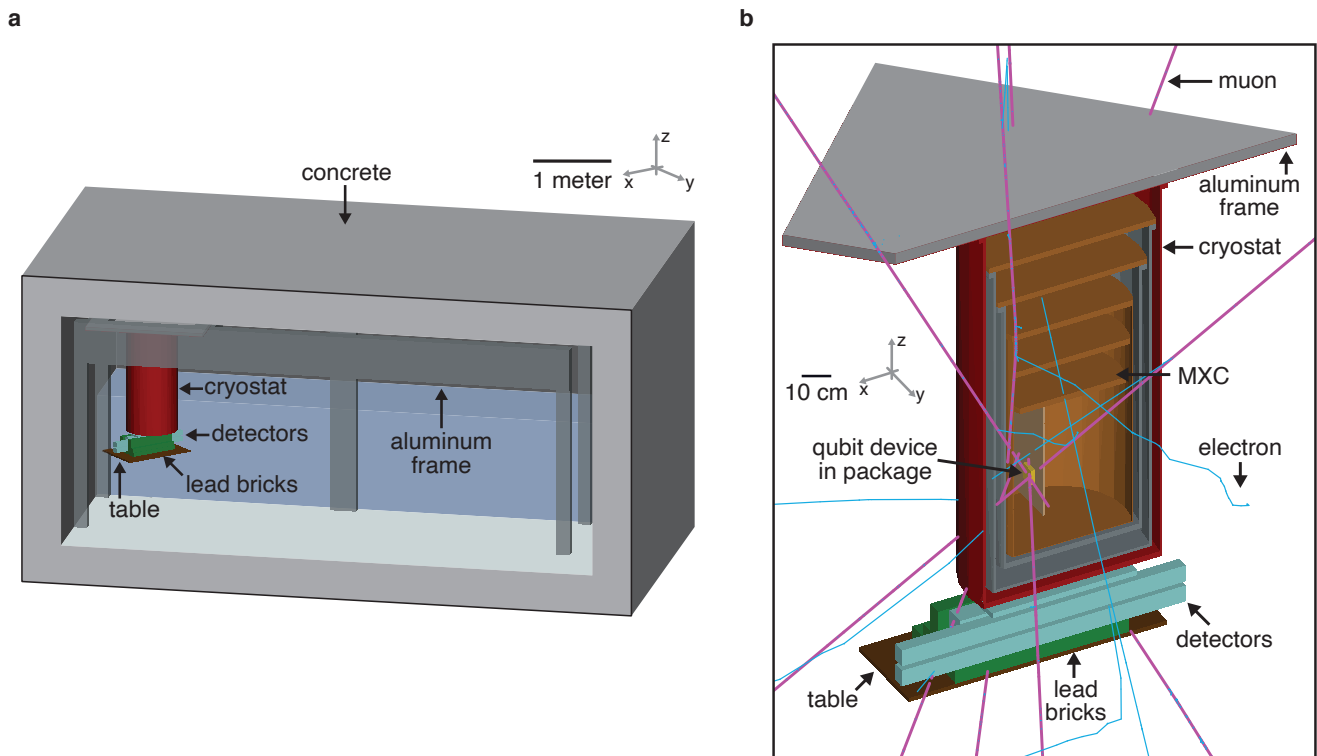 a
concrete
1 meter
z
x
y
cryostat
detectors
aluminum
frame
lead bricks
table
b
muon
aluminum
frame
cryostat
z
10 cm
x
y
MXC
qubit device
in package
electron
detectors
table
lead
bricks